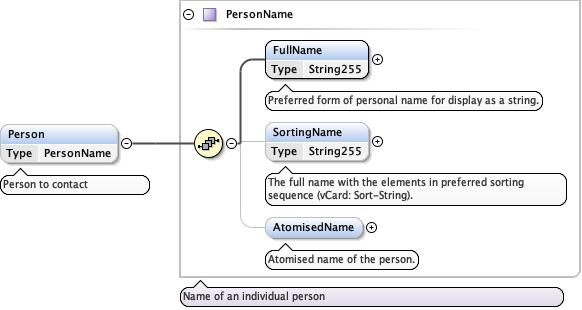 PersonName
FullName
Type String255
Preferred form of personal name for display as a string.
Person
Type PersonName
Person to contact
SortingName
Type String255
The full name with the elements in preferred sorting
sequence (vCard: Sort-String).
AtomisedName
Atomised name of the person.
Name of an individual person